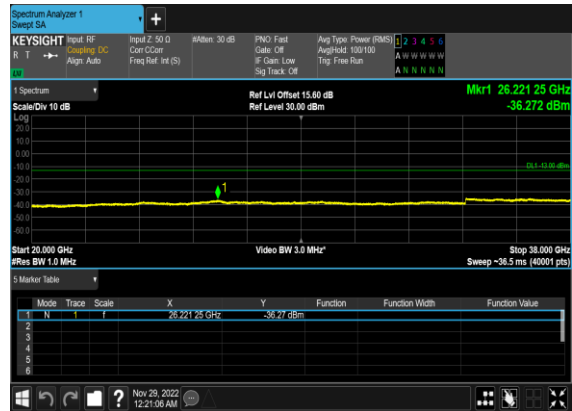 Spectrum Analyzer 1
Swept SA
+
KEYSIGHT Input: RF Input Z: 50 Ω #Atten: 30 dB PNO: Fast Avg Type: Power (RMS) 1 2 3 4 5 6
R T Coupling: DC Corr CCorr Gate: Off Avg|Hold: 100/100 A W W W W W
Align: Auto Freq Ref: Int (S) IF Gain: Low Trig: Free Run
Sig Track: Off A N N N N N
1 Spectrum Ref Lvl Offset 15.60 dB Mkr1 26.221 25 GHz
Scale/Div 10 dB Ref Level 30.00 dBm -36.272 dBm
Log
20.0
10.0
0.00
-10.0
DL1 -13.00 dBm
-20.0
-30.0
1
-40.0
-50.0
-60.0
Start 20.000 GHz Video BW 3.0 MHz* Stop 38.000 GHz
#Res BW 1.0 MHz Sweep ~36.5 ms (40001 pts)
5 Marker Table
Mode Trace Scale X Y Function Function Width Function Value
1 N 1 f 26.221 25 GHz -36.27 dBm
2
3
4
5
6
? Nov 29, 2022
12:21:06 AM